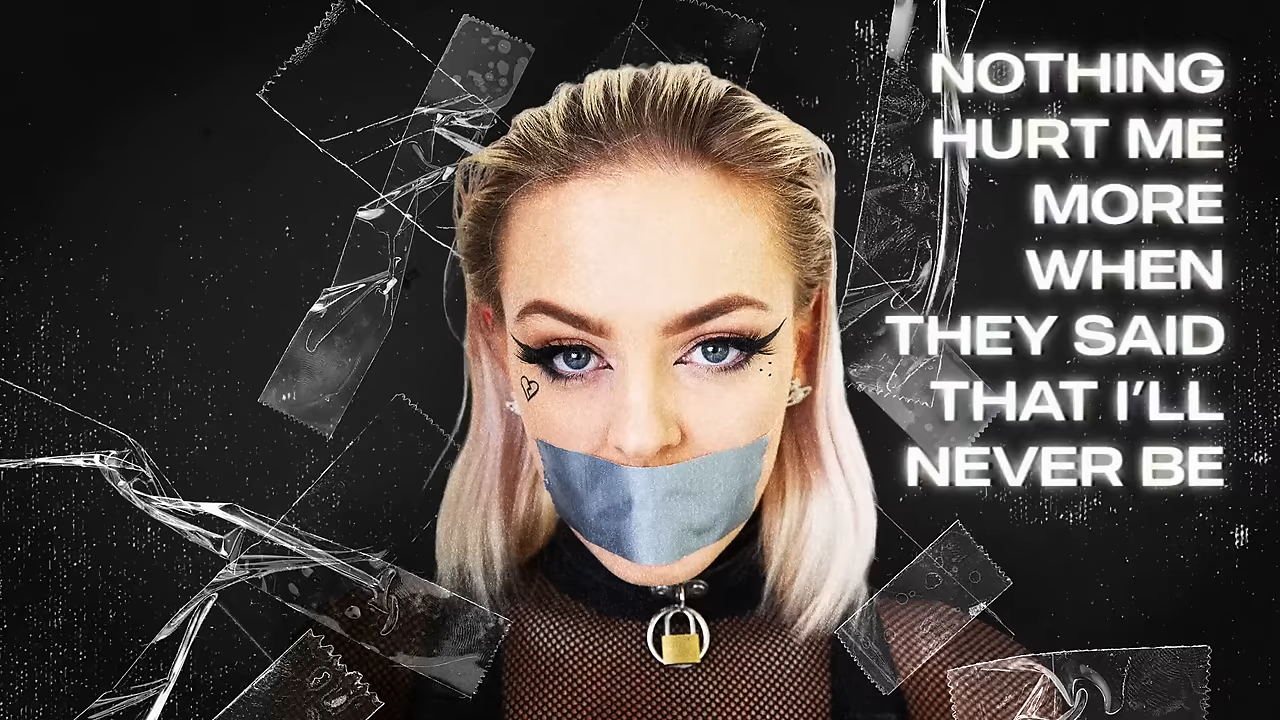 NOTHING
HURT ME
MORE
WHEN
THEY SAID
THAT I'LL
NEVER BE